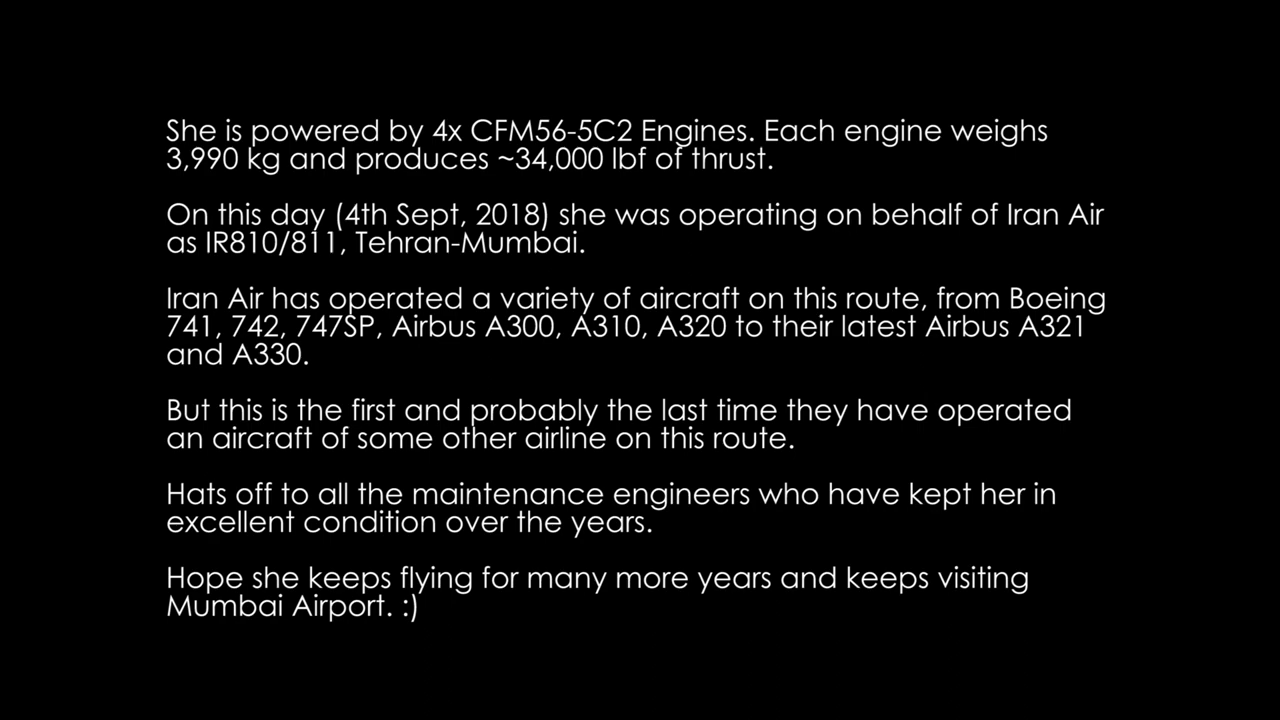 She is powered by 4x CFM56-5C2 Engines. Each engine weighs
3,990 kg and produces ~34,000 lbf of thrust.
On this day (4th Sept, 2018) she was operating on behalf of Iran Air
as IR810/811, Tehran-Mumbai.
Iran Air has operated a variety of aircraft on this route, from Boeing
741, 742, 747SP, Airbus A300, A310, A320 to their latest Airbus A321
and A330.
But this is the first and probably the last time they have operated
an aircraft of some other airline on this route.
Hats off to all the maintenance engineers who have kept her in
excellent condition over the years.
Hope she keeps flying for many more years and keeps visiting
Mumbai Airport. :)